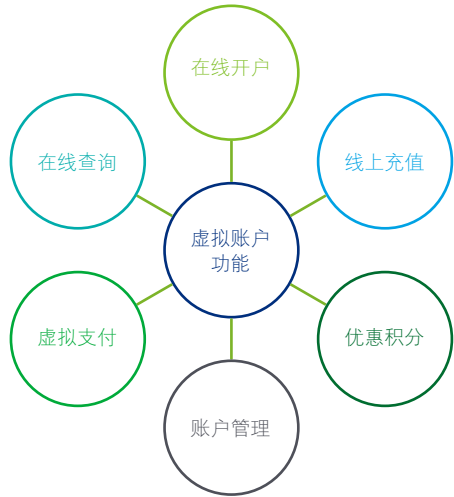 在线开户
在线查询
线上充值
虚拟账户
功能
虚拟支付
优惠积分
账户管理